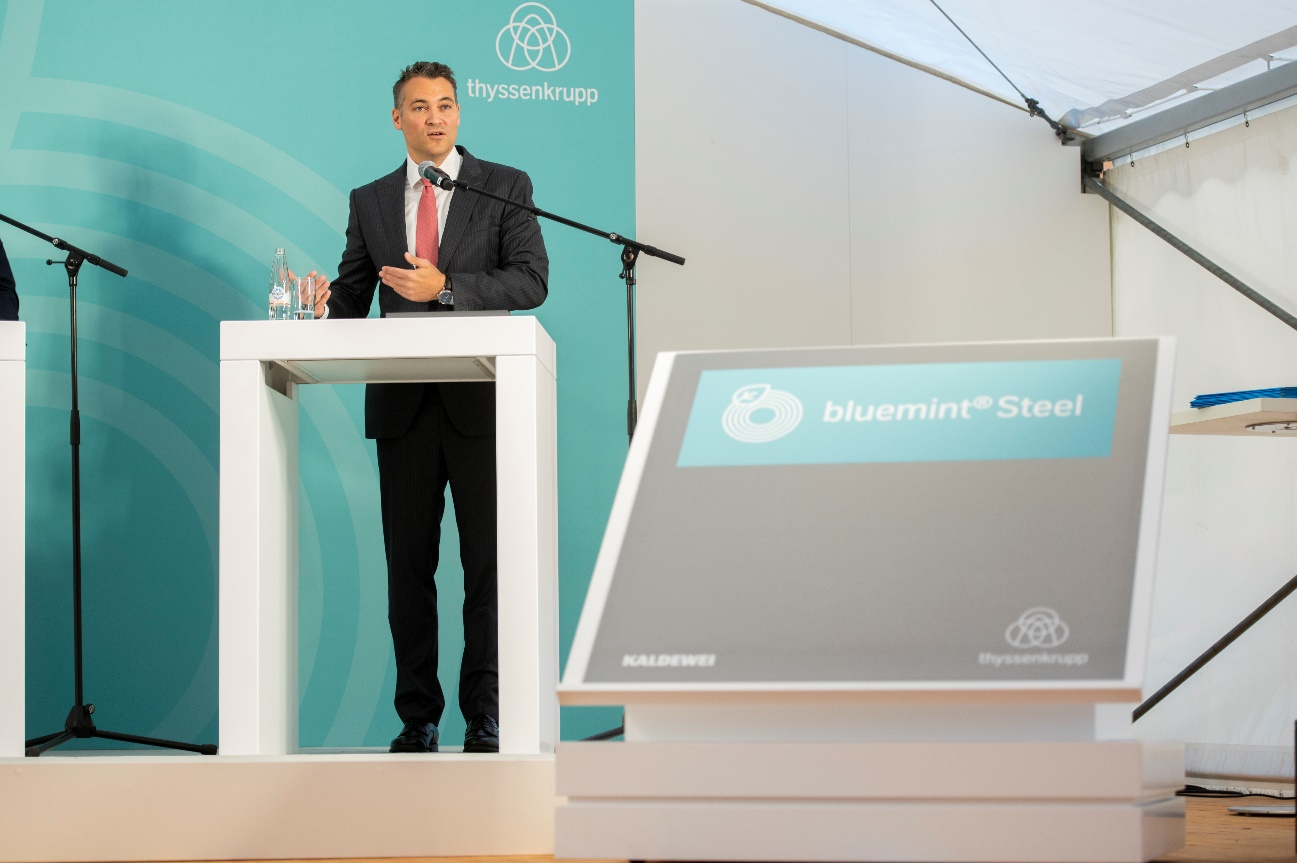 thyssenkrupp
bluemint® Steel
KALDEWEI
thyssenkrupp